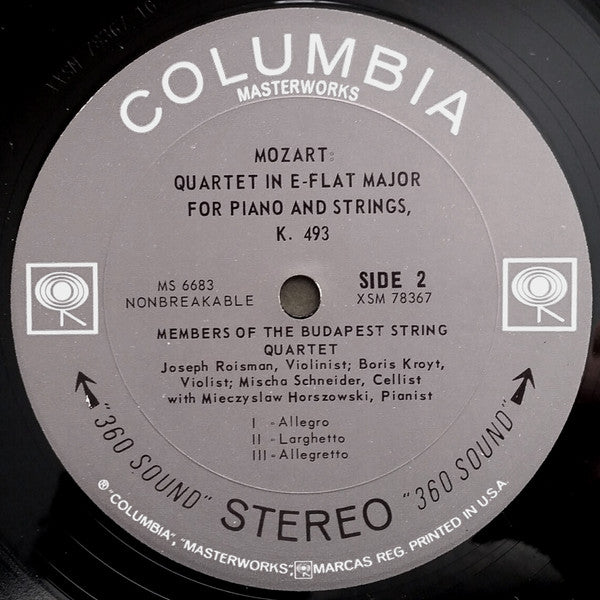 COLUMBIA
MASTERWORKS
MOZART:
QUARTET IN E-FLAT MAJOR
FOR PIANO AND STRINGS,
K. 493
MS 6683
NONBREAKABLE
SIDE 2
XSM 78367
MEMBERS OF THE BUDAPEST STRING
QUARTET
Joseph Roisman, Violinist; Boris Kroyt,
Violist; Mischa Schneider, Cellist
with Mieczyslaw Horszowski, Pianist
I - Allegro
II - Larghetto
III - Allegretto
"360 SOUND" STEREO "360 SOUND"
® "COLUMBIA", "MASTERWORKS", MARCAS REG. PRINTED IN U.S.A.